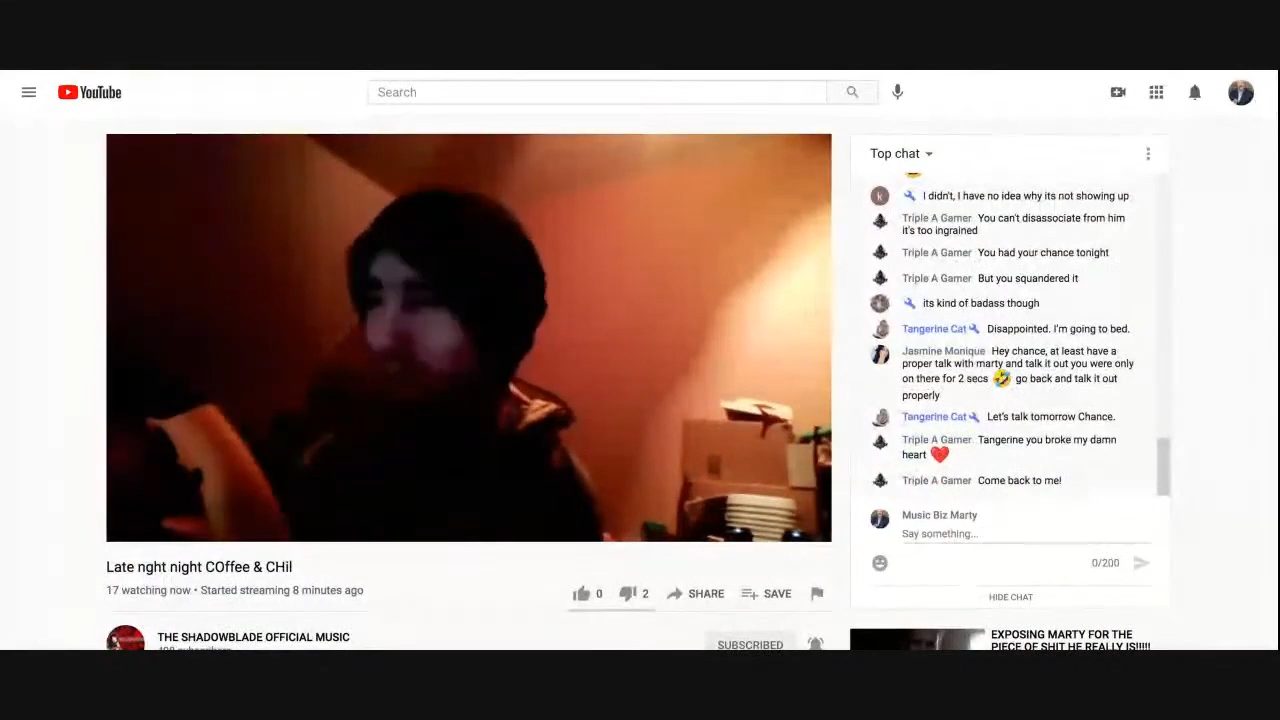 YouTube
Search
Top chat
I didn't, I have no idea why its not showing up
Triple A Gamer You can't disassociate from him
it's too ingrained
Triple A Gamer You had your chance tonight
Triple A Gamer But you squandered it
its kind of badass though
Tangerine Cat Disappointed. I'm going to bed.
Jasmine Monique Hey chance, at least have a
proper talk with marty and talk it out you were only
on there for 2 secs go back and talk it out
properly
Tangerine Cat Let's talk tomorrow Chance.
Triple A Gamer Tangerine you broke my damn
heart
Triple A Gamer Come back to me!
Music Biz Marty
Say something...
0/200
HIDE CHAT
Late nght night COffee & CHil
17 watching now • Started streaming 8 minutes ago
0 2 SHARE SAVE
THE SHADOWBLADE OFFICIAL MUSIC
SUBSCRIBED
EXPOSING MARTY FOR THE
PIECE OF SHIT HE REALLY IS!!!!!